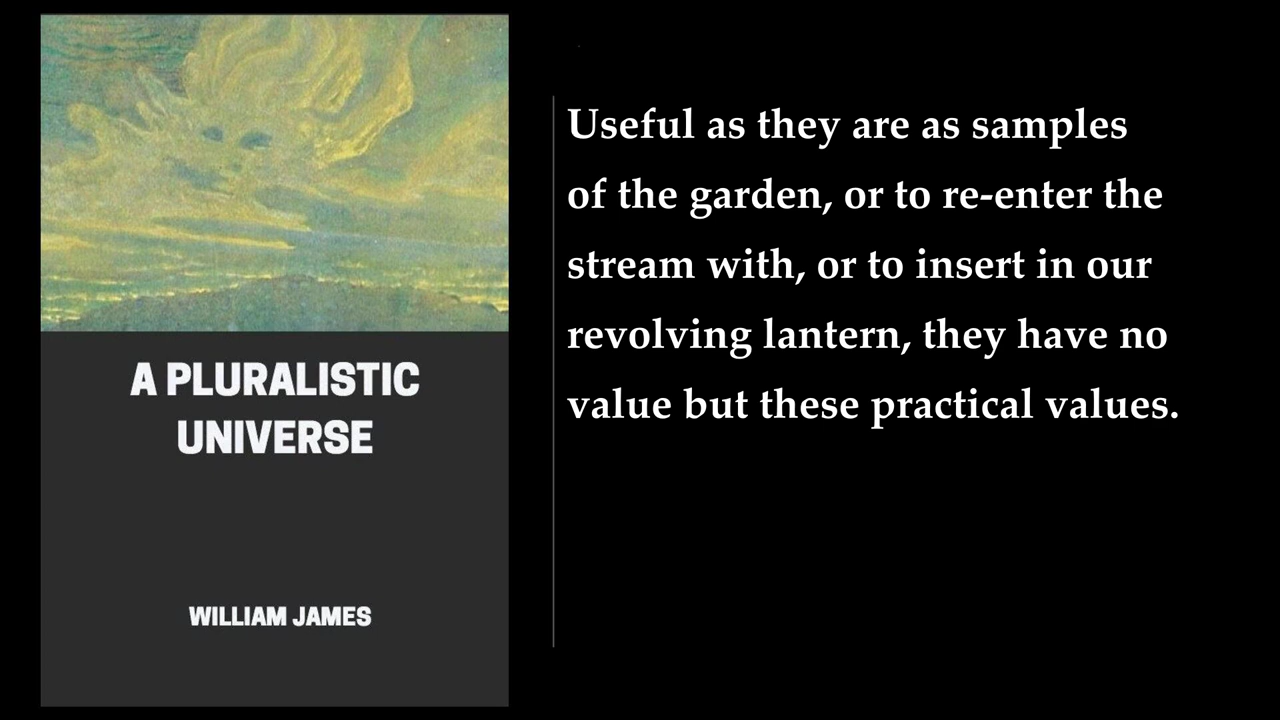 A PLURALISTIC
UNIVERSE
WILLIAM JAMES
Useful as they are as samples
of the garden, or to re-enter the
stream with, or to insert in our
revolving lantern, they have no
value but these practical values.